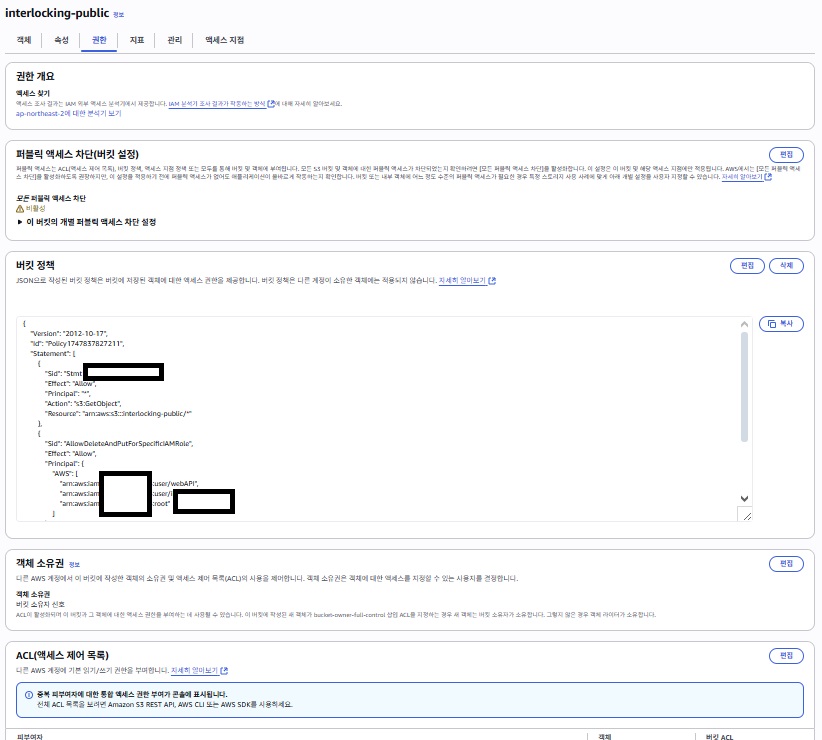 interlocking-public 정보
객체 속성 권한 지표 관리 액세스 지점
권한 개요
액세스 찾기
액세스 조사 결과는 IAM 외부 액세스 분석기에서 제공합니다. IAM 분석기 조사 결과가 작동하는 방식 에 대해 자세히 알아보세요.
ap-northeast-2에 대한 분석기 보기
퍼블릭 액세스 차단(버킷 설정)
편집
퍼블릭 액세스는 ACL(액세스 제어 목록), 버킷 정책, 액세스 지점 정책 또는 모두를 통해 버킷 및 객체에 부여됩니다. 모든 S3 버킷 및 객체에 대한 퍼블릭 액세스가 차단되었는지 확인하려면 [모든 퍼블릭 액세스 차단]을 활성화합니다. 이 설정은 이 버킷 및 해당 액세스 지점에만 적용됩니다. AWS에서는 [모든 퍼블릭 액세
스 차단]을 활성화하도록 권장하지만, 이 설정을 적용하기 전에 퍼블릭 액세스가 없어도 애플리케이션이 올바르게 작동하는지 확인합니다. 버킷 또는 내부 객체에 어느 정도 수준의 퍼블릭 액세스가 필요한 경우 특정 스토리지 사용 사례에 맞게 아래 개별 설정을 사용자 지정할 수 있습니다. 자세히 알아보기
모든 퍼블릭 액세스 차단
비활성
이 버킷의 개별 퍼블릭 액세스 차단 설정
버킷 정책
편집 삭제
JSON으로 작성된 버킷 정책은 버킷에 저장된 객체에 대한 액세스 권한을 제공합니다. 버킷 정책은 다른 계정이 소유한 객체에는 적용되지 않습니다. 자세히 알아보기
복사
{
"Version": "2012-10-17",
"Id": "Policy1747837827211",
"Statement": [
{
"Sid": "Stmt
"Effect": "Allow",
"Principal": "*",
"Action": "s3:GetObject",
"Resource": "arn:aws:s3:::interlocking-public/*"
},
{
"Sid": "AllowDeleteAndPutForSpecificIAMRole",
"Effect": "Allow",
"Principal": {
"AWS": [
"arn:aws:iam :user/webAPI",
"arn:aws:iam :user/
"arn:aws:iam :root"
]
객체 소유권 정보
편집
다른 AWS 계정에서 이 버킷에 작성한 객체의 소유권 및 액세스 제어 목록(ACL)의 사용을 제어합니다. 객체 소유권은 객체에 대한 액세스를 지정할 수 있는 사용자를 결정합니다.
객체 소유권
버킷 소유자 선호
ACL이 활성화되며 이 버킷과 그 객체에 대한 액세스 권한을 부여하는 데 사용할 수 있습니다. 이 버킷에 작성된 새 객체가 bucket-owner-full-control 삽입 ACL을 지정하는 경우 새 객체는 버킷 소유자가 소유합니다. 그렇지 않은 경우 객체 라이터가 소유합니다.
ACL(액세스 제어 목록)
편집
다른 AWS 계정에 기본 읽기/쓰기 권한을 부여합니다. 자세히 알아보기
중복 피부여자에 대한 통합 액세스 권한 부여가 콘솔에 표시됩니다.
전체 ACL 목록을 보려면 Amazon S3 REST API, AWS CLI 또는 AWS SDK를 사용하세요.
피부여자 객체 버킷 ACL